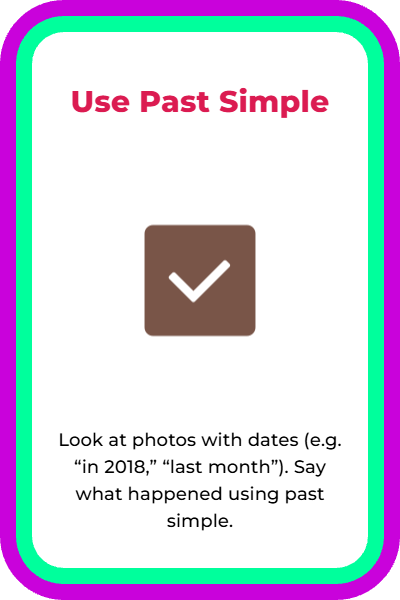 Use Past Simple
Look at photos with dates (e.g.
“in 2018,” “last month”). Say
what happened using past
simple.